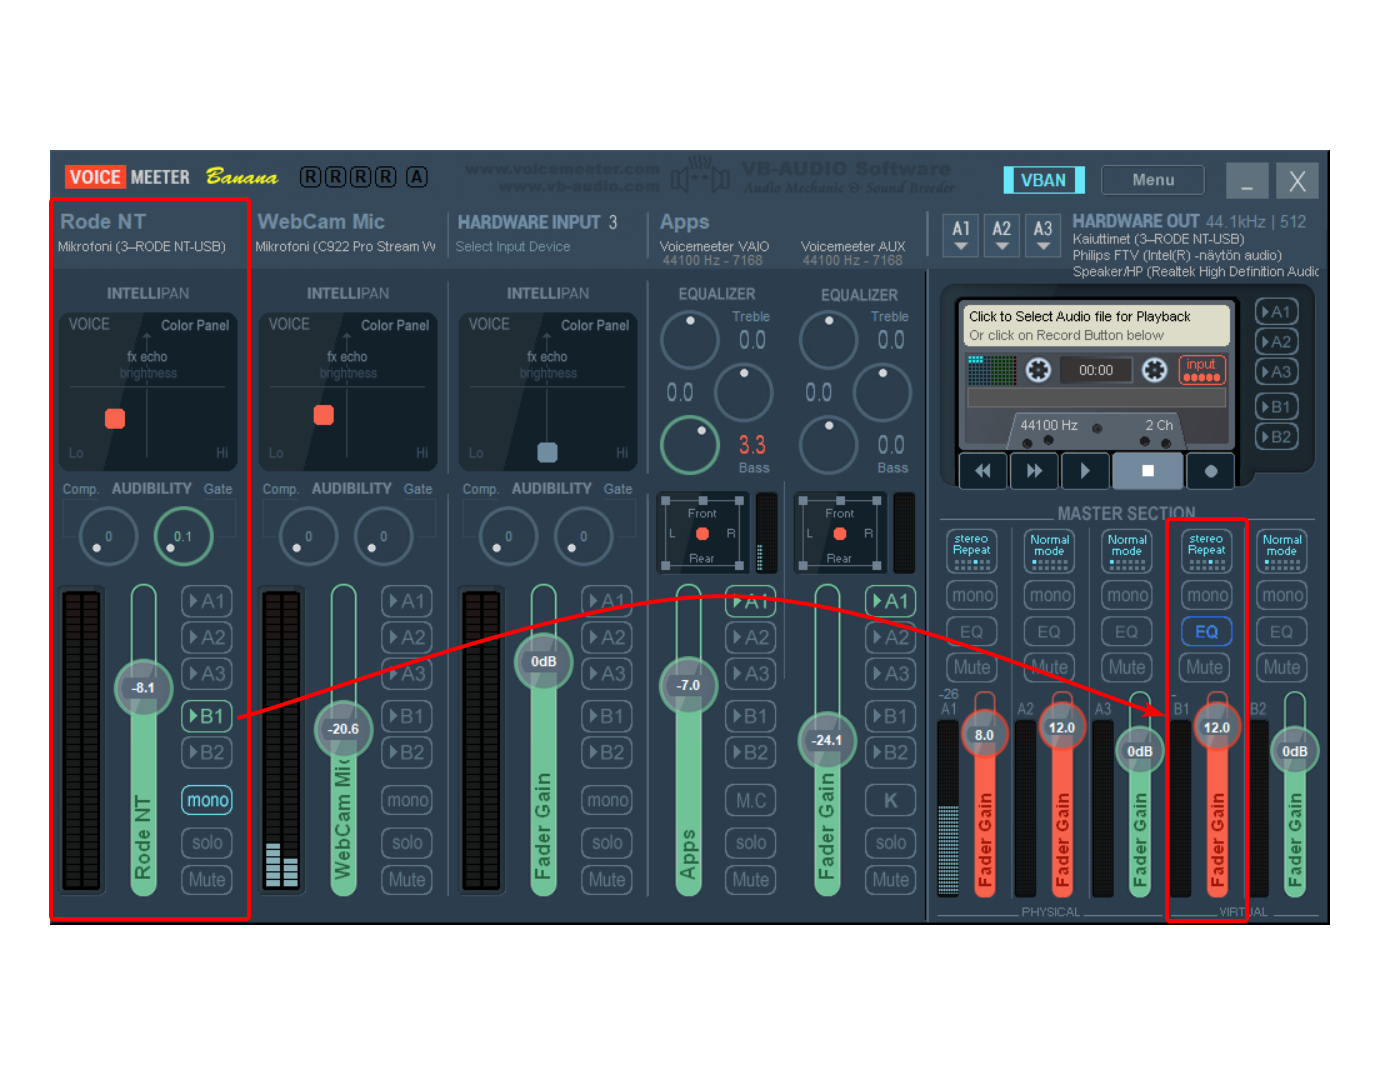 VOICE MEETER Banana R R R R A www.voicemeeter.com VB-AUDIO Software VBAN Menu _ X
www.vb-audio.com Audio Mechanic & Sound Breeder
Rode NT WebCam Mic HARDWARE INPUT 3 Apps A1 A2 A3 HARDWARE OUT 44.1kHz | 512
Mikrofoni (3–RODE NT-USB) Mikrofoni (C922 Pro Stream W Select Input Device Voicemeeter VAIO Voicemeeter AUX Kaiuttimet (3–RODE NT-USB)
44100 Hz - 7168 44100 Hz - 7168 Philips FTV (Intel(R) -näytön audio)
Speaker/HP (Realtek High Definition Audic
INTELLIPAN INTELLIPAN INTELLIPAN EQUALIZER EQUALIZER
VOICE Color Panel VOICE Color Panel VOICE Color Panel Treble Treble Click to Select Audio file for Playback A1
fx echo fx echo fx echo 0.0 0.0 Or click on Record Button below A2
brightness brightness brightness 00:00 input A3
0.0 0.0 B1
Lo Hi Lo Hi Lo Hi 3.3 0.0 44100 Hz 2 Ch B2
Bass Bass
Comp. AUDIBILITY Gate Comp. AUDIBILITY Gate Comp. AUDIBILITY Gate
0 0.1 0 0 0 0 Front Front MASTER SECTION
L R L R stereo Repeat Normal mode Normal mode stereo Repeat Normal mode
Rear Rear
A1 A1 A1 A1 A1 mono mono mono mono mono
A2 A2 A2 A2 A2 EQ EQ EQ EQ EQ
A3 A3 A3 A3 A3 Mute Mute Mute Mute Mute
-8.1 -20.6 0dB -7.0 -24.1 -26 -
B1 B1 B1 B1 B1 A1 A2 A3 B1 B2
B2 B2 B2 B2 B2 8.0 12.0 0dB 12.0 0dB
mono mono mono M.C K
solo solo solo solo solo
Mute Mute Mute Mute Mute
Rode NT WebCam Mic Fader Gain Apps Fader Gain Fader Gain Fader Gain Fader Gain Fader Gain Fader Gain
PHYSICAL VIRTUAL